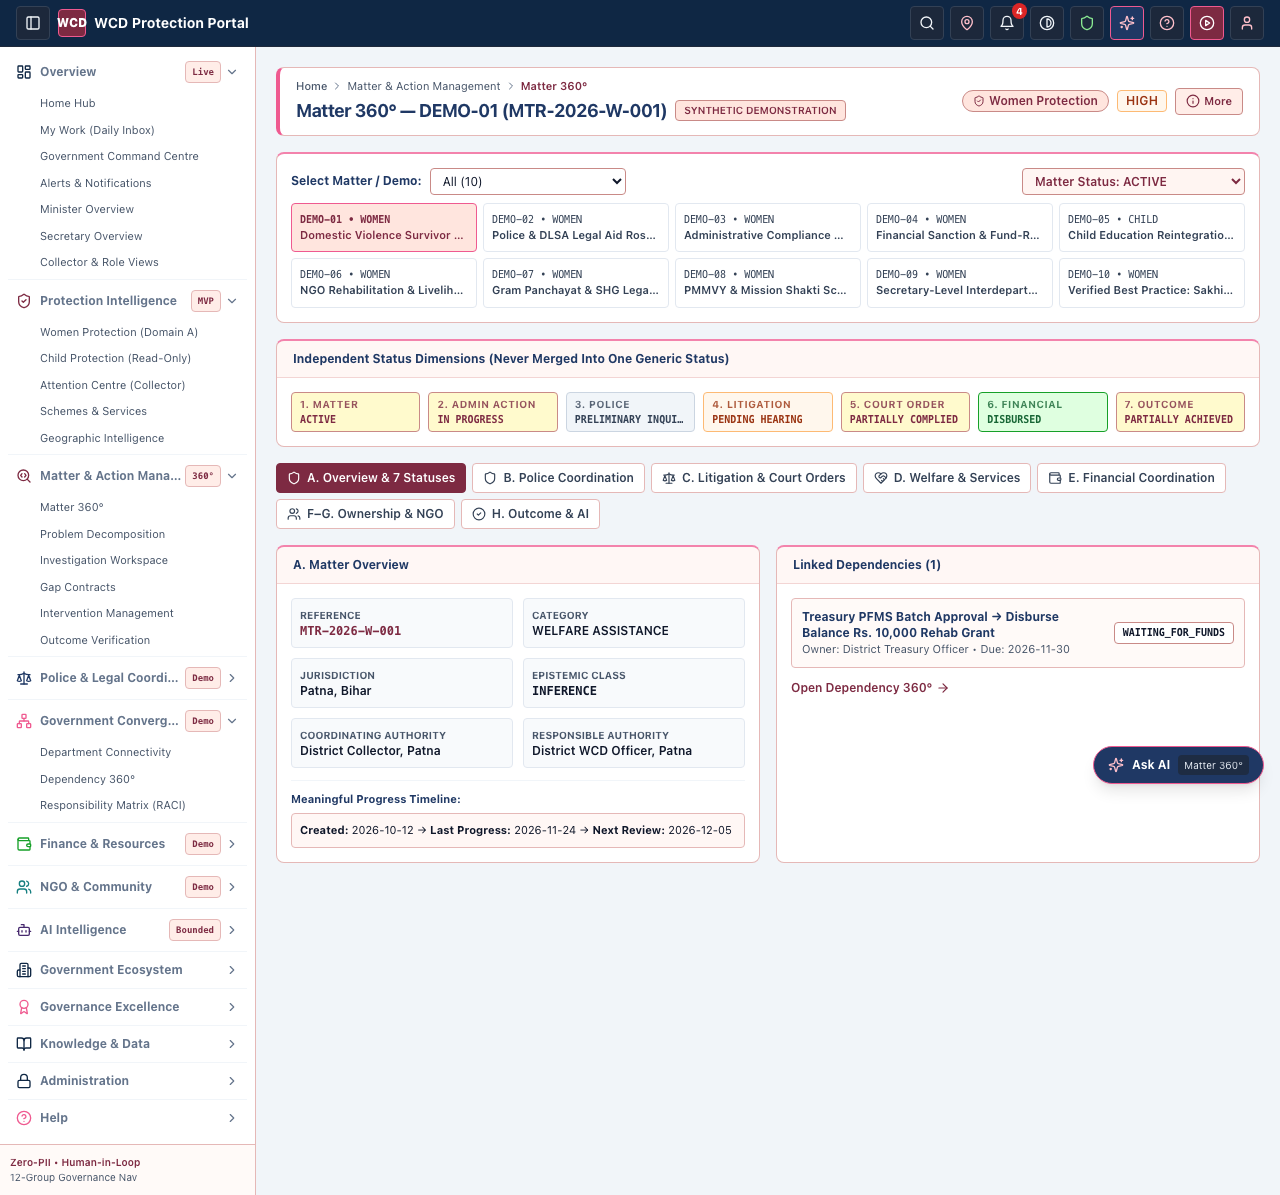 WCD WCD Protection Portal
4
Overview Live
Home Hub
My Work (Daily Inbox)
Government Command Centre
Alerts & Notifications
Minister Overview
Secretary Overview
Collector & Role Views
Protection Intelligence MVP
Women Protection (Domain A)
Child Protection (Read-Only)
Attention Centre (Collector)
Schemes & Services
Geographic Intelligence
Matter & Action Mana... 360°
Matter 360°
Problem Decomposition
Investigation Workspace
Gap Contracts
Intervention Management
Outcome Verification
Police & Legal Coordi... Demo
Government Converg... Demo
Department Connectivity
Dependency 360°
Responsibility Matrix (RACI)
Finance & Resources Demo
NGO & Community Demo
AI Intelligence Bounded
Government Ecosystem
Governance Excellence
Knowledge & Data
Administration
Help
Zero-PII • Human-in-Loop
12-Group Governance Nav
Home > Matter & Action Management > Matter 360°
Matter 360° — DEMO-01 (MTR-2026-W-001) SYNTHETIC DEMONSTRATION
Women Protection HIGH More
Select Matter / Demo: All (10) Matter Status: ACTIVE
DEMO-01 • WOMEN
Domestic Violence Survivor ...
DEMO-02 • WOMEN
Police & DLSA Legal Aid Ros...
DEMO-03 • WOMEN
Administrative Compliance ...
DEMO-04 • WOMEN
Financial Sanction & Fund-R...
DEMO-05 • CHILD
Child Education Reintegratio...
DEMO-06 • WOMEN
NGO Rehabilitation & Livelih...
DEMO-07 • WOMEN
Gram Panchayat & SHG Lega...
DEMO-08 • WOMEN
PMMVY & Mission Shakti Sc...
DEMO-09 • WOMEN
Secretary-Level Interdepart...
DEMO-10 • WOMEN
Verified Best Practice: Sakhi...
Independent Status Dimensions (Never Merged Into One Generic Status)
1. MATTER
ACTIVE
2. ADMIN ACTION
IN PROGRESS
3. POLICE
PRELIMINARY INQUI...
4. LITIGATION
PENDING HEARING
5. COURT ORDER
PARTIALLY COMPLIED
6. FINANCIAL
DISBURSED
7. OUTCOME
PARTIALLY ACHIEVED
A. Overview & 7 Statuses
B. Police Coordination
C. Litigation & Court Orders
D. Welfare & Services
E. Financial Coordination
F–G. Ownership & NGO
H. Outcome & AI
A. Matter Overview
REFERENCE
MTR-2026-W-001
CATEGORY
WELFARE ASSISTANCE
JURISDICTION
Patna, Bihar
EPISTEMIC CLASS
INFERENCE
COORDINATING AUTHORITY
District Collector, Patna
RESPONSIBLE AUTHORITY
District WCD Officer, Patna
Meaningful Progress Timeline:
Created: 2026-10-12 → Last Progress: 2026-11-24 → Next Review: 2026-12-05
Linked Dependencies (1)
Treasury PFMS Batch Approval → Disburse
Balance Rs. 10,000 Rehab Grant
Owner: District Treasury Officer • Due: 2026-11-30
WAITING_FOR_FUNDS
Open Dependency 360° →
Ask AI Matter 360°